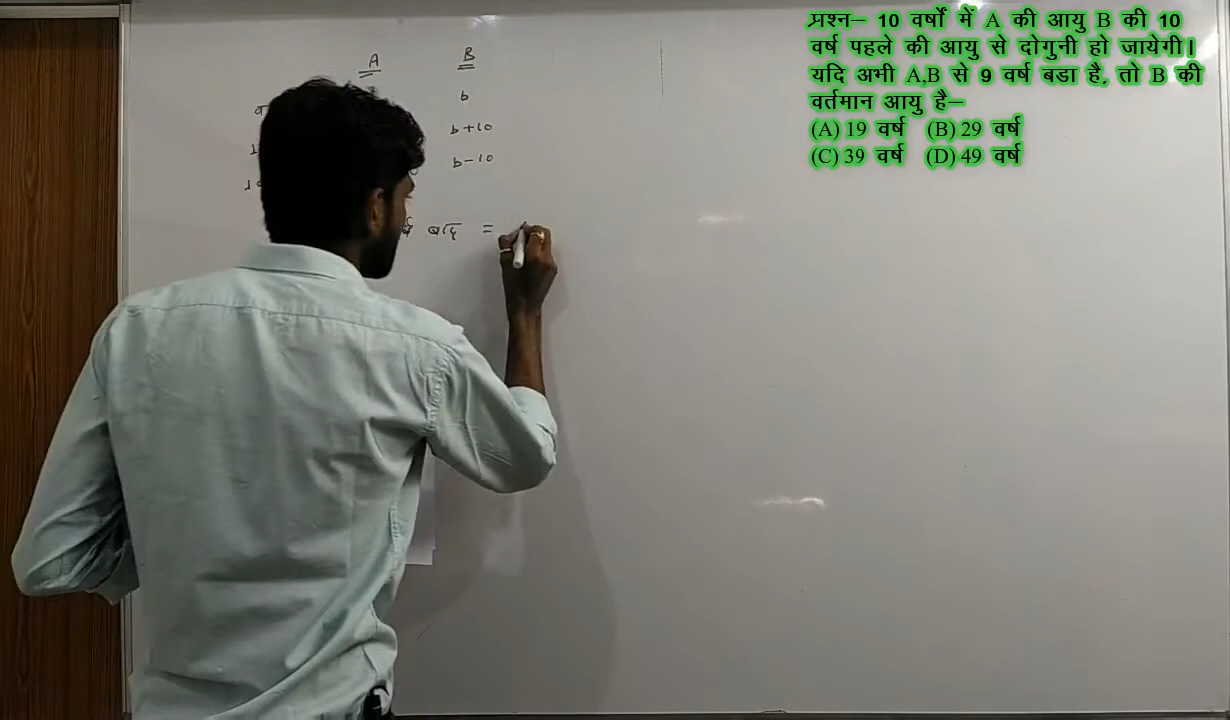 प्रश्न– 10 वर्षों में A की आयु B की 10
वर्ष पहले की आयु से दोगुनी हो जायेगी।
यदि अभी A,B से 9 वर्ष बडा है, तो B की
वर्तमान आयु है–
(A) 19 वर्ष (B) 29 वर्ष
(C) 39 वर्ष (D) 49 वर्ष
A B
b
b+10
b-10
=